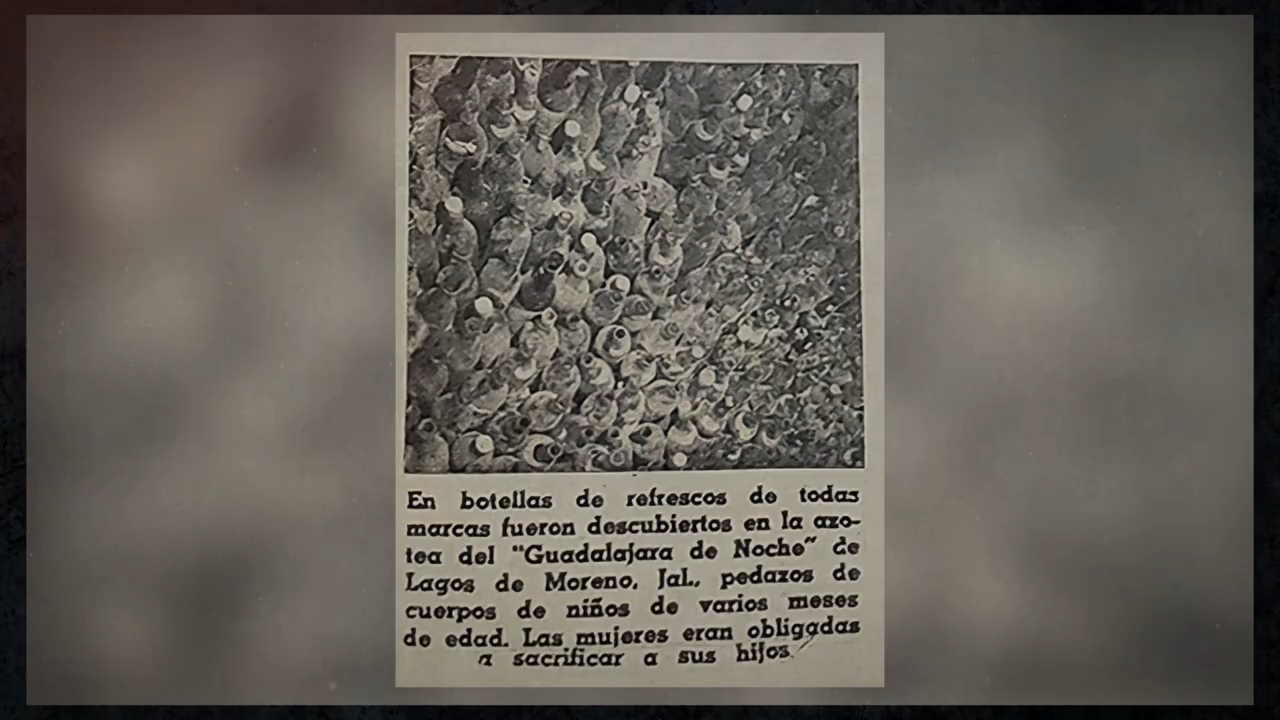 En botellas de refrescos de todas
marcas fueron descubiertos en la azo-
tea del "Guadalajara de Noche" de
Lagos de Moreno, Jal., pedazos de
cuerpos de niños de varios meses
de edad. Las mujeres eran obligadas
a sacrificar a sus hijos.